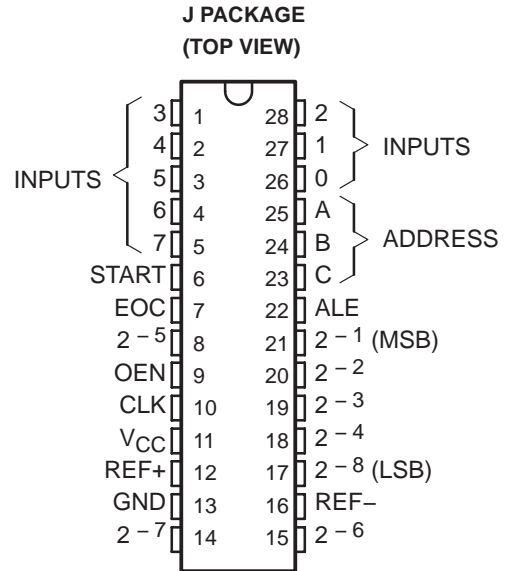 J PACKAGE
(TOP VIEW)
3 1 28 2
4 2 27 1
INPUTS 5 3 26 0 INPUTS
6 4 25 A
7 5 24 B ADDRESS
START 6 23 C
EOC 7 22 ALE
2 – 5 8 21 2 – 1 (MSB)
OEN 9 20 2 – 2
CLK 10 19 2 – 3
VCC 11 18 2 – 4
REF+ 12 17 2 – 8 (LSB)
GND 13 16 REF–
2 – 7 14 15 2 – 6